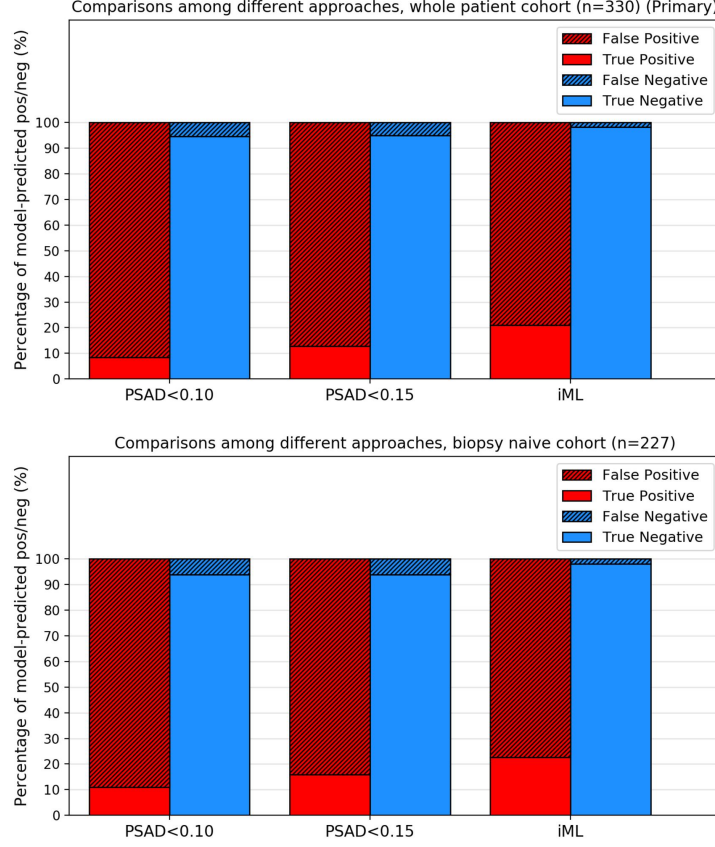 Comparisons among different approaches, whole patient cohort (n=330) (Primary)
Percentage of model-predicted pos/neg (%)
False Positive
True Positive
False Negative
True Negative
100
90
80
70
60
50
40
30
20
10
0
PSAD<0.10 PSAD<0.15 iML
Comparisons among different approaches, biopsy naive cohort (n=227)
Percentage of model-predicted pos/neg (%)
False Positive
True Positive
False Negative
True Negative
100
90
80
70
60
50
40
30
20
10
0
PSAD<0.10 PSAD<0.15 iML